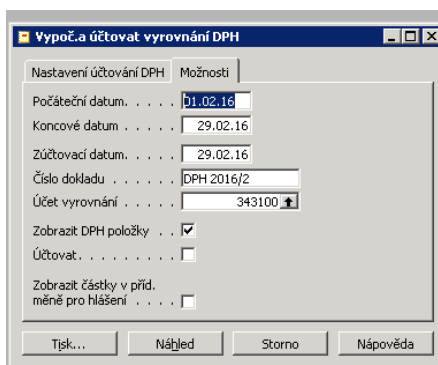 Vypoč.a účtovat vyrovnání DPH
Nastavení účtování DPH Možnosti
Počáteční datum. . . . . 01.02.16
Koncové datum . . . . . 29.02.16
Zúčtovací datum. . . . . 29.02.16
Číslo dokladu . . . . . . DPH 2016/2
Účet vyrovnání . . . . . 343100
Zobrazit DPH položky . .
Účtovat. . . . . . . . . .
Zobrazit částky v příd.
měně pro hlášení . . . .
Tisk... Náhled Storno Nápověda